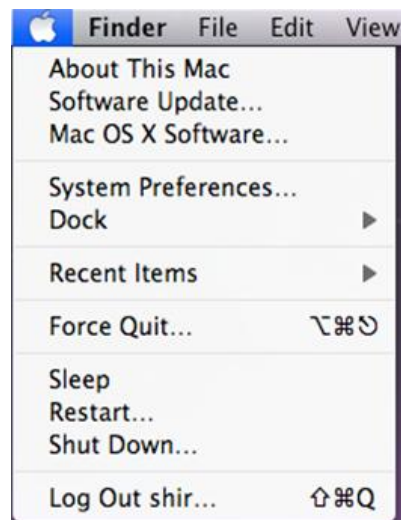 Finder File Edit View
About This Mac
Software Update...
Mac OS X Software...
System Preferences...
Dock
Recent Items
Force Quit... ⌥⌘⎋
Sleep
Restart...
Shut Down...
Log Out shir... ⇧⌘Q